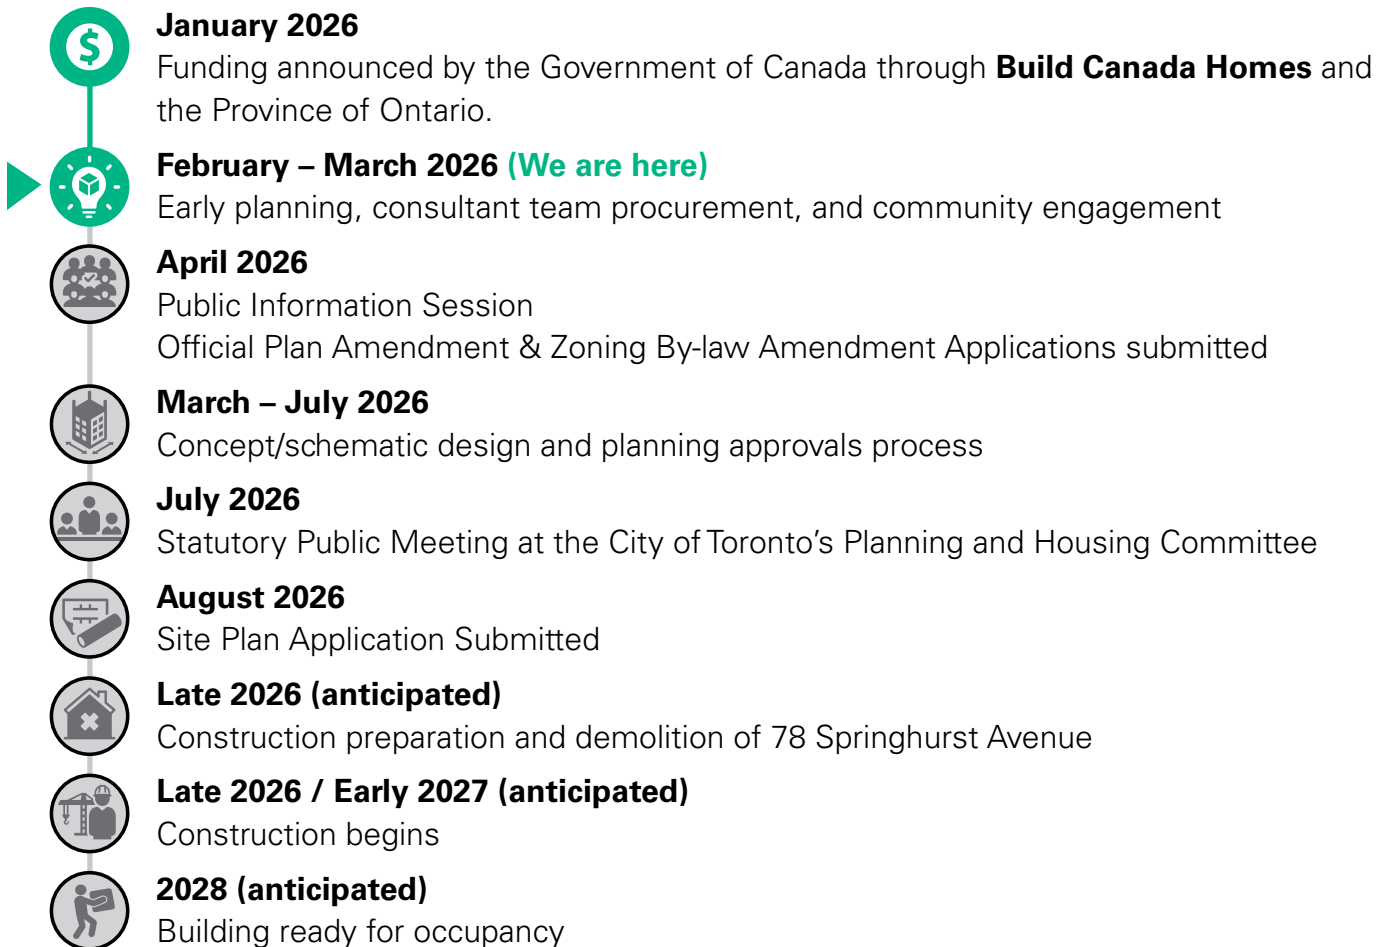 January 2026
Funding announced by the Government of Canada through Build Canada Homes and
the Province of Ontario.
February – March 2026 (We are here)
Early planning, consultant team procurement, and community engagement
April 2026
Public Information Session
Official Plan Amendment & Zoning By-law Amendment Applications submitted
March – July 2026
Concept/schematic design and planning approvals process
July 2026
Statutory Public Meeting at the City of Toronto’s Planning and Housing Committee
August 2026
Site Plan Application Submitted
Late 2026 (anticipated)
Construction preparation and demolition of 78 Springhurst Avenue
Late 2026 / Early 2027 (anticipated)
Construction begins
2028 (anticipated)
Building ready for occupancy